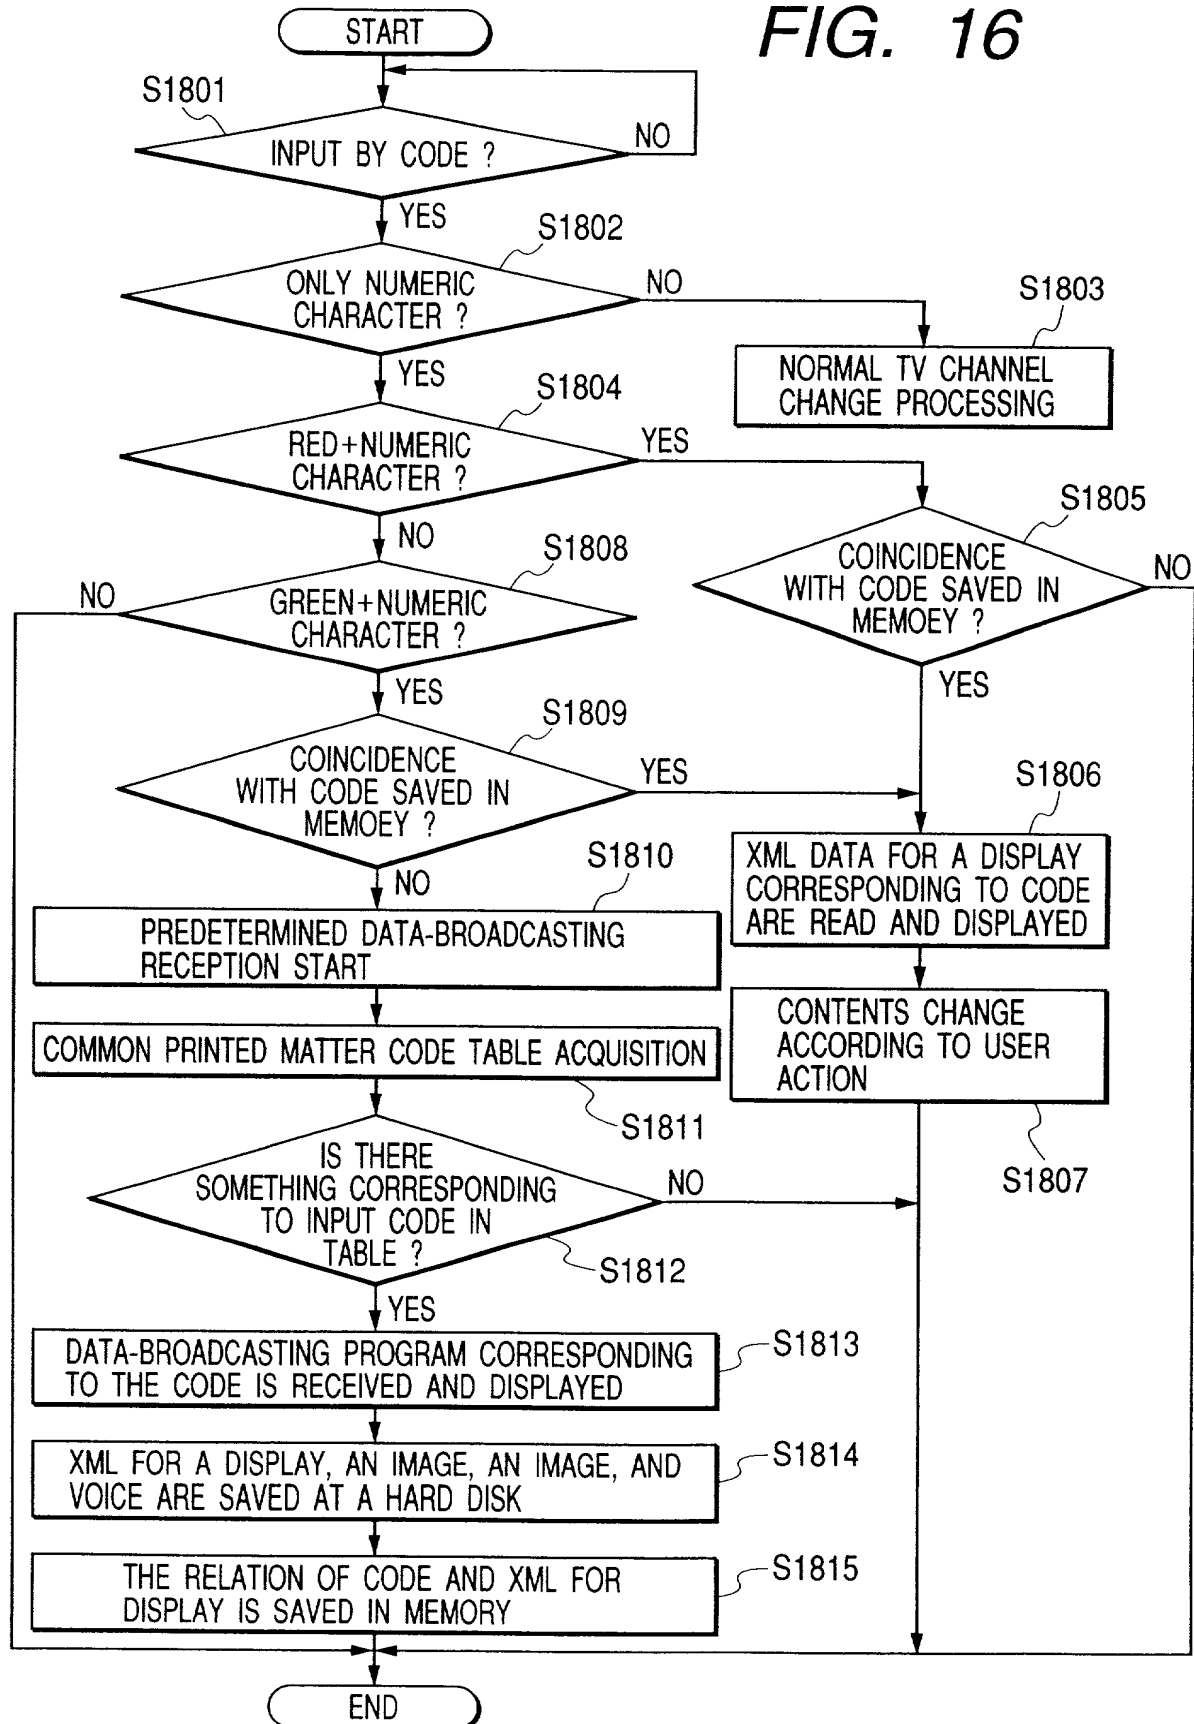 FIG. 16
START
S1801
INPUT BY CODE ?
NO
YES
S1802
ONLY NUMERIC
CHARACTER ?
NO
S1803
NORMAL TV CHANNEL
CHANGE PROCESSING
YES
S1804
RED+NUMERIC
CHARACTER ?
YES
S1805
COINCIDENCE
WITH CODE SAVED IN
MEMOEY ?
NO
YES
NO
S1808
GREEN+NUMERIC
CHARACTER ?
NO
YES
S1809
COINCIDENCE
WITH CODE SAVED IN
MEMOEY ?
YES
S1806
XML DATA FOR A DISPLAY
CORRESPONDING TO CODE
ARE READ AND DISPLAYED
NO
S1810
PREDETERMINED DATA-BROADCASTING
RECEPTION START
CONTENTS CHANGE
ACCORDING TO USER
ACTION
S1807
COMMON PRINTED MATTER CODE TABLE ACQUISITION
S1811
IS THERE
SOMETHING CORRESPONDING
TO INPUT CODE IN
TABLE ?
NO
S1812
YES
DATA-BROADCASTING PROGRAM CORRESPONDING
TO THE CODE IS RECEIVED AND DISPLAYED
S1813
XML FOR A DISPLAY, AN IMAGE, AN IMAGE, AND
VOICE ARE SAVED AT A HARD DISK
S1814
THE RELATION OF CODE AND XML FOR
DISPLAY IS SAVED IN MEMORY
S1815
END